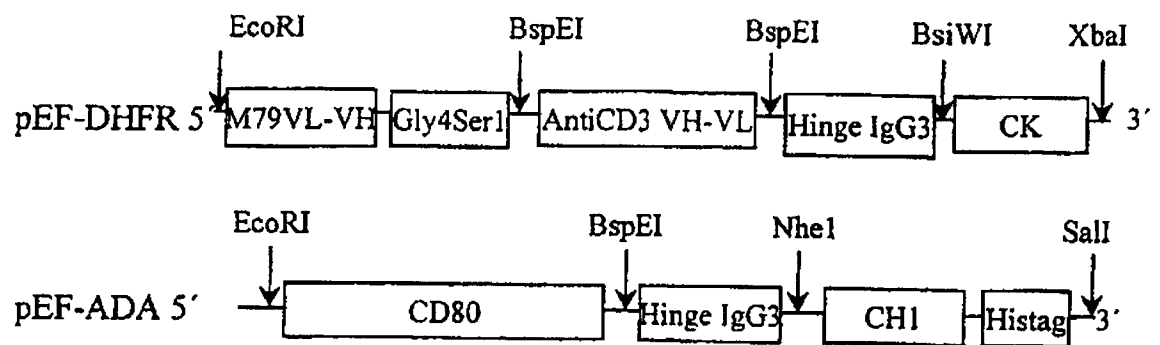 EcoRI BspEI BspEI BsiWI XbaI
pEF-DHFR 5´ M79VL-VH Gly4Ser1 AntiCD3 VH-VL Hinge IgG3 CK 3´
EcoRI BspEI Nhe1 SalI
pEF-ADA 5´ CD80 Hinge IgG3 CH1 Histag 3´